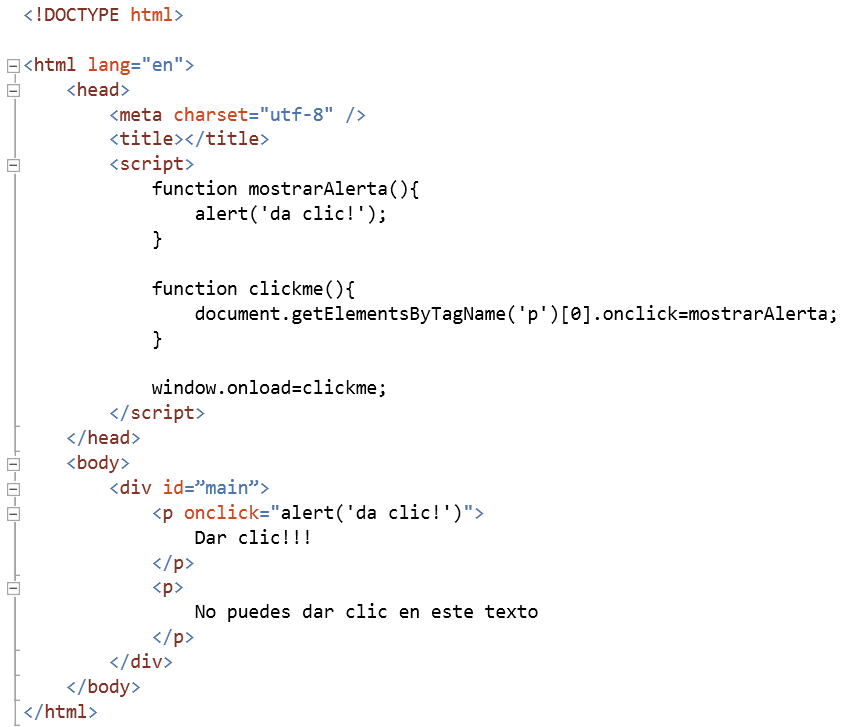 <!DOCTYPE html>
<html lang="en">
<head>
<meta charset="utf-8" />
<title></title>
<script>
function mostrarAlerta(){
alert('da clic!');
}
function clickme(){
document.getElementsByTagName('p')[0].onclick=mostrarAlerta;
}
window.onload=clickme;
</script>
</head>
<body>
<div id=”main”>
<p onclick="alert('da clic!')">
Dar clic!!!
</p>
<p>
No puedes dar clic en este texto
</p>
</div>
</body>
</html>